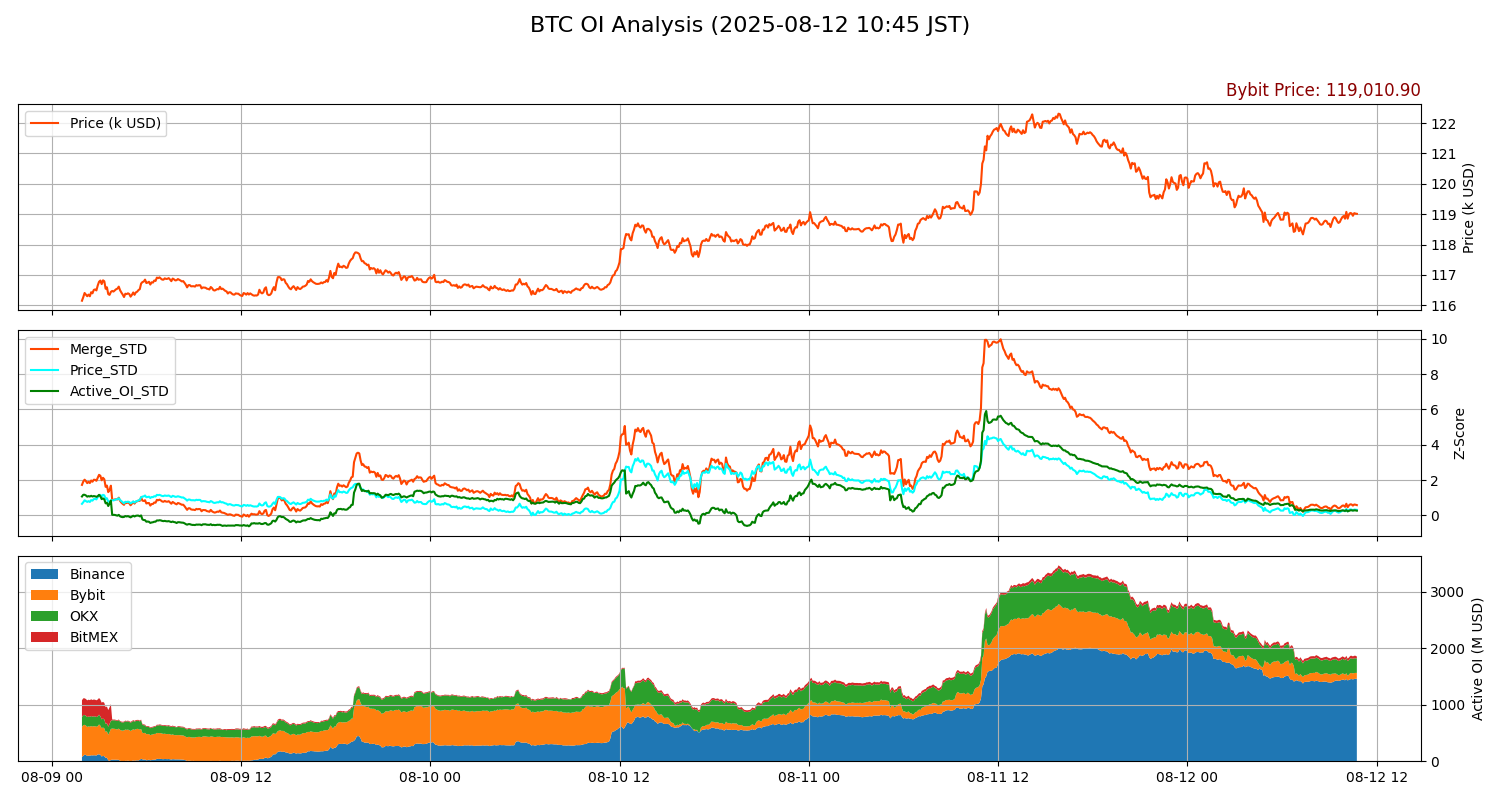 BTC OI Analysis (2025-08-12 10:45 JST)
Bybit Price: 119,010.90
Price (k USD)
122
121
120
119
118
117
116
Price (k USD)
Merge_STD
Price_STD
Active_OI_STD
10
8
6
4
2
0
Z-Score
Binance
Bybit
OKX
BitMEX
3000
2000
1000
0
Active OI (M USD)
08-09 00 08-09 12 08-10 00 08-10 12 08-11 00 08-11 12 08-12 00 08-12 12